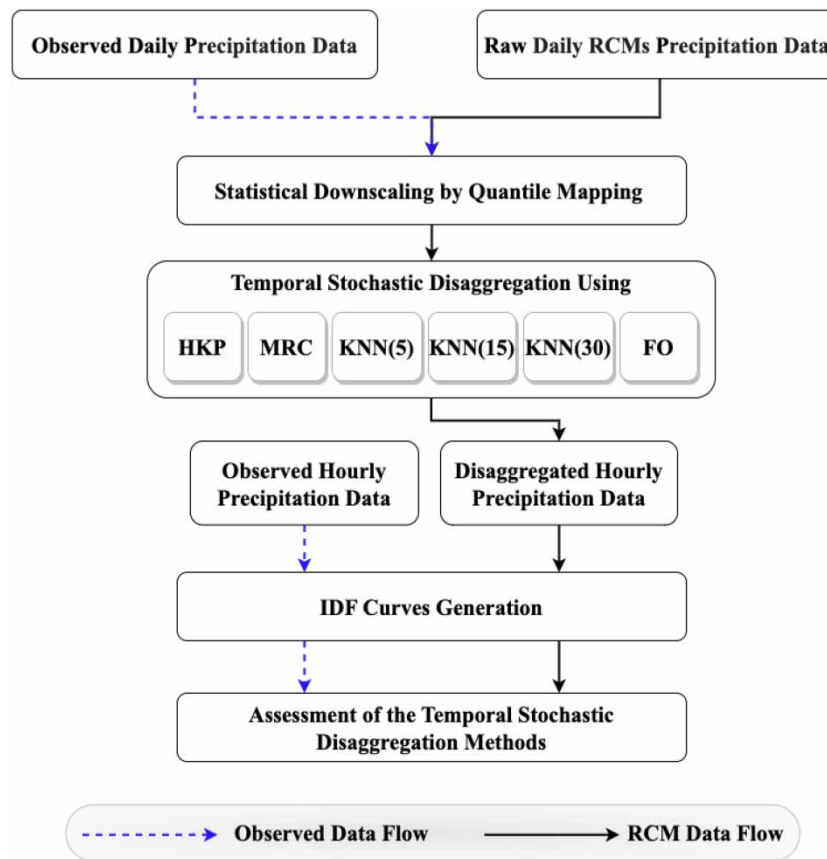 Observed Daily Precipitation Data
Raw Daily RCMs Precipitation Data
Statistical Downscaling by Quantile Mapping
Temporal Stochastic Disaggregation Using
HKP
MRC
KNN(5)
KNN(15)
KNN(30)
FO
Observed Hourly
Precipitation Data
Disaggregated Hourly
Precipitation Data
IDF Curves Generation
Assessment of the Temporal Stochastic
Disaggregation Methods
Observed Data Flow
RCM Data Flow